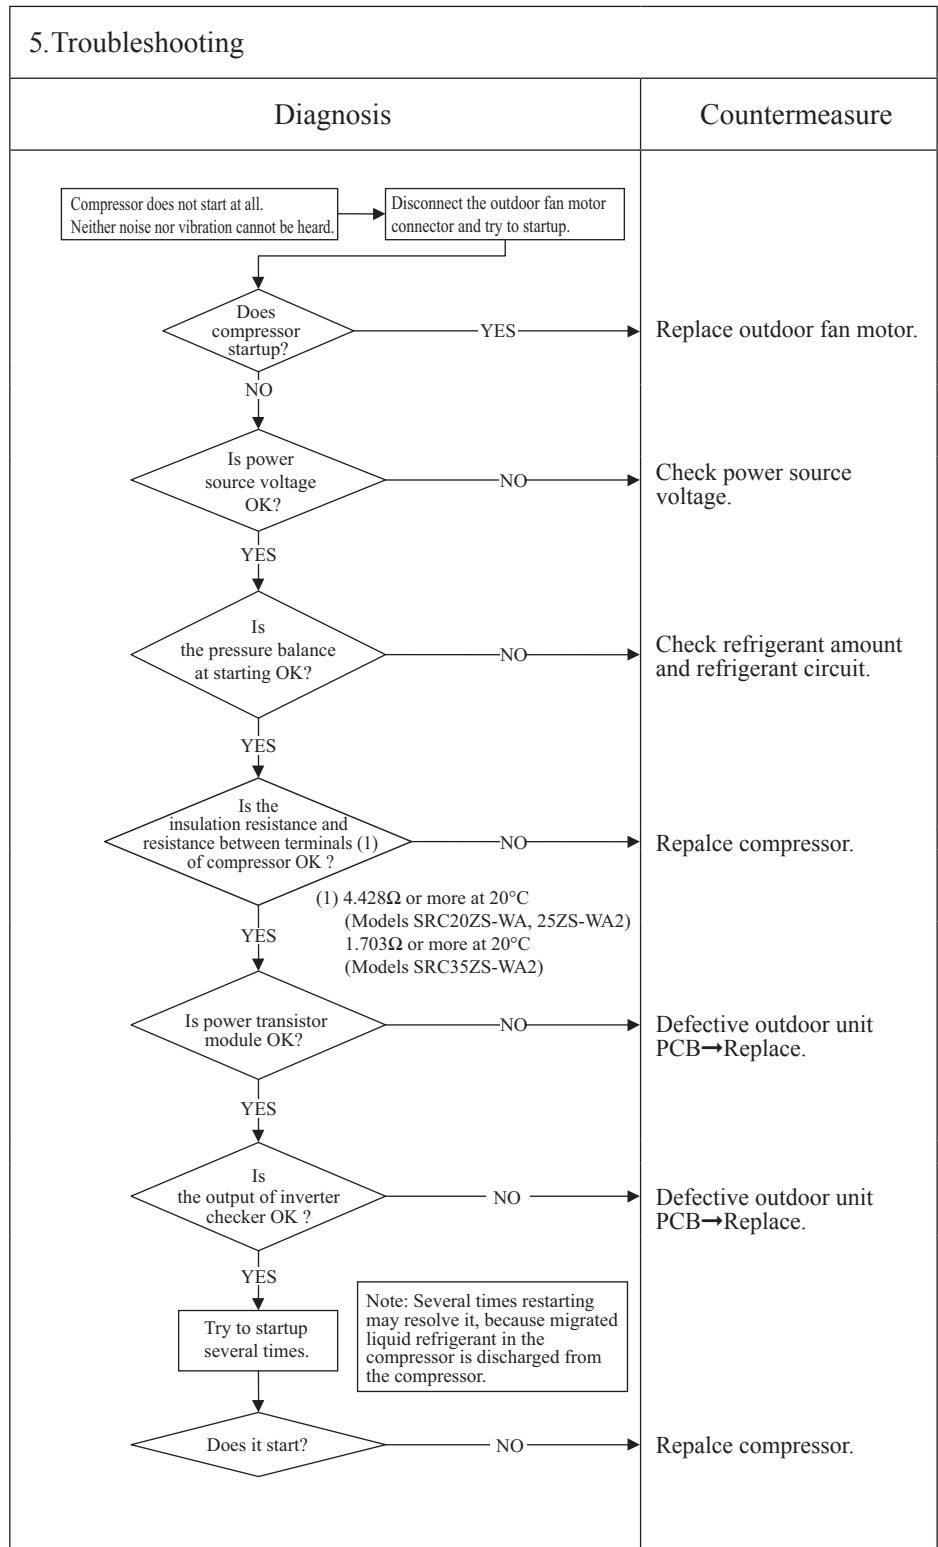 5.Troubleshooting
Diagnosis
Countermeasure
Compressor does not start at all.
Neither noise nor vibration cannot be heard.
Disconnect the outdoor fan motor
connector and try to startup.
Does
compressor
startup?
YES
Replace outdoor fan motor.
NO
Is power
source voltage
OK?
NO
Check power source
voltage.
YES
Is
the pressure balance
at starting OK?
NO
Check refrigerant amount
and refrigerant circuit.
YES
Is the
insulation resistance and
resistance between terminals (1)
of compressor OK ?
NO
Repalce compressor.
(1) 4.428Ω or more at 20°C
(Models SRC20ZS-WA, 25ZS-WA2)
1.703Ω or more at 20°C
(Models SRC35ZS-WA2)
YES
Is power transistor
module OK?
NO
Defective outdoor unit
PCB➞Replace.
YES
Is
the output of inverter
checker OK ?
NO
Defective outdoor unit
PCB➞Replace.
YES
Try to startup
several times.
Note: Several times restarting
may resolve it, because migrated
liquid refrigerant in the
compressor is discharged from
the compressor.
Does it start?
NO
Repalce compressor.